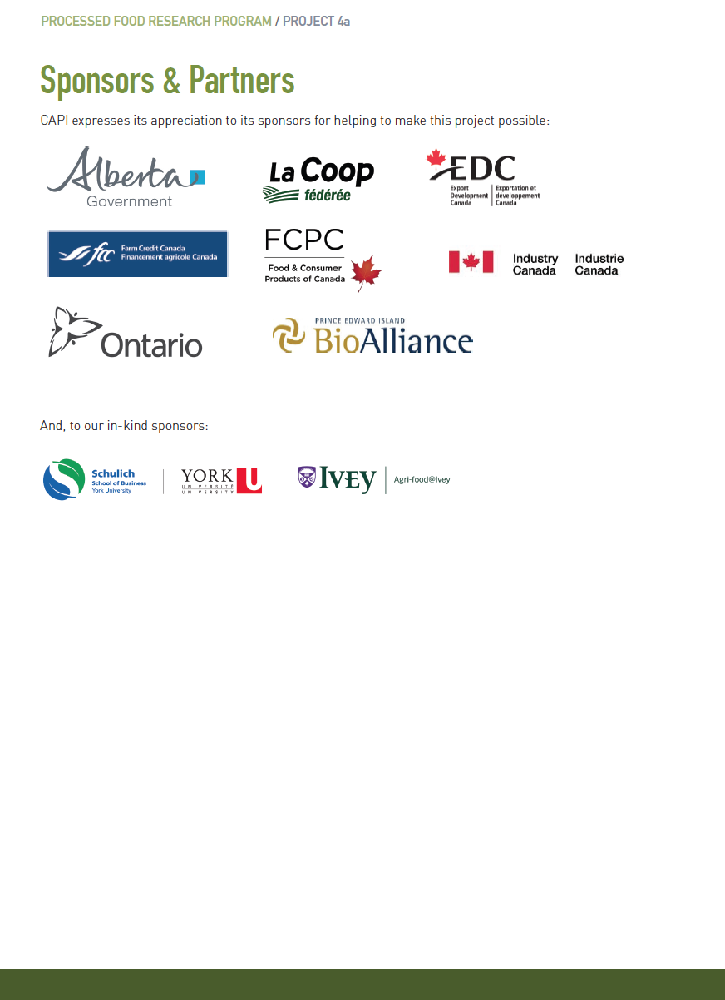 PROCESSED FOOD RESEARCH PROGRAM / PROJECT 4a
Sponsors & Partners
CAPI expresses its appreciation to its sponsors for helping to make this project possible:
Alberta
Government
La Coop
fédérée
EDC
Export
Development
Canada
Exportation et
développement
Canada
fcc
Farm Credit Canada
Financement agricole Canada
FCPC
Food & Consumer
Products of Canada
Industry
Canada
Industrie
Canada
Ontario
PRINCE EDWARD ISLAND
BioAlliance
And, to our in-kind sponsors:
Schulich
School of Business
York University
YORK U
UNIVERSITÉ
UNIVERSITY
IVEY
Agri-food@Ivey